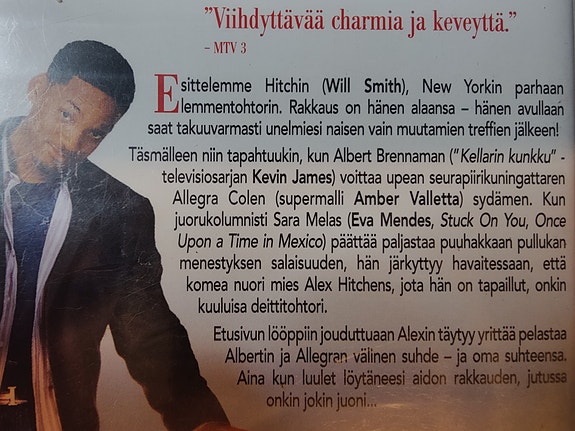 ”Viihdyttävää charmia ja keveyttä.”
– MTV 3
Esittelemme Hitchin (Will Smith), New Yorkin parhaan
lemmentohtorin. Rakkaus on hänen alaansa – hänen avullaan
saat takuuvarmasti unelmiesi naisen vain muutamien treffien jälkeen!
Täsmälleen niin tapahtuukin, kun Albert Brennaman (”Kellarin kunkku” -
televisiosarjan Kevin James) voittaa upean seurapiirikuningattaren
Allegra Colen (supermalli Amber Valletta) sydämen. Kun
juorukolumnisti Sara Melas (Eva Mendes, Stuck On You, Once
Upon a Time in Mexico) päättää paljastaa puuhakkaan pullukan
menestyksen salaisuuden, hän järkyttyy havaitessaan, että
komea nuori mies Alex Hitchens, jota hän on tapaillut, onkin
kuuluisa deittitohtori.
Etusivun lööppiin jouduttuaan Alexin täytyy yrittää pelastaa
Albertin ja Allegran välinen suhde – ja oma suhteensa.
Aina kun luulet löytäneesi aidon rakkauden, jutussa
onkin jokin juoni...